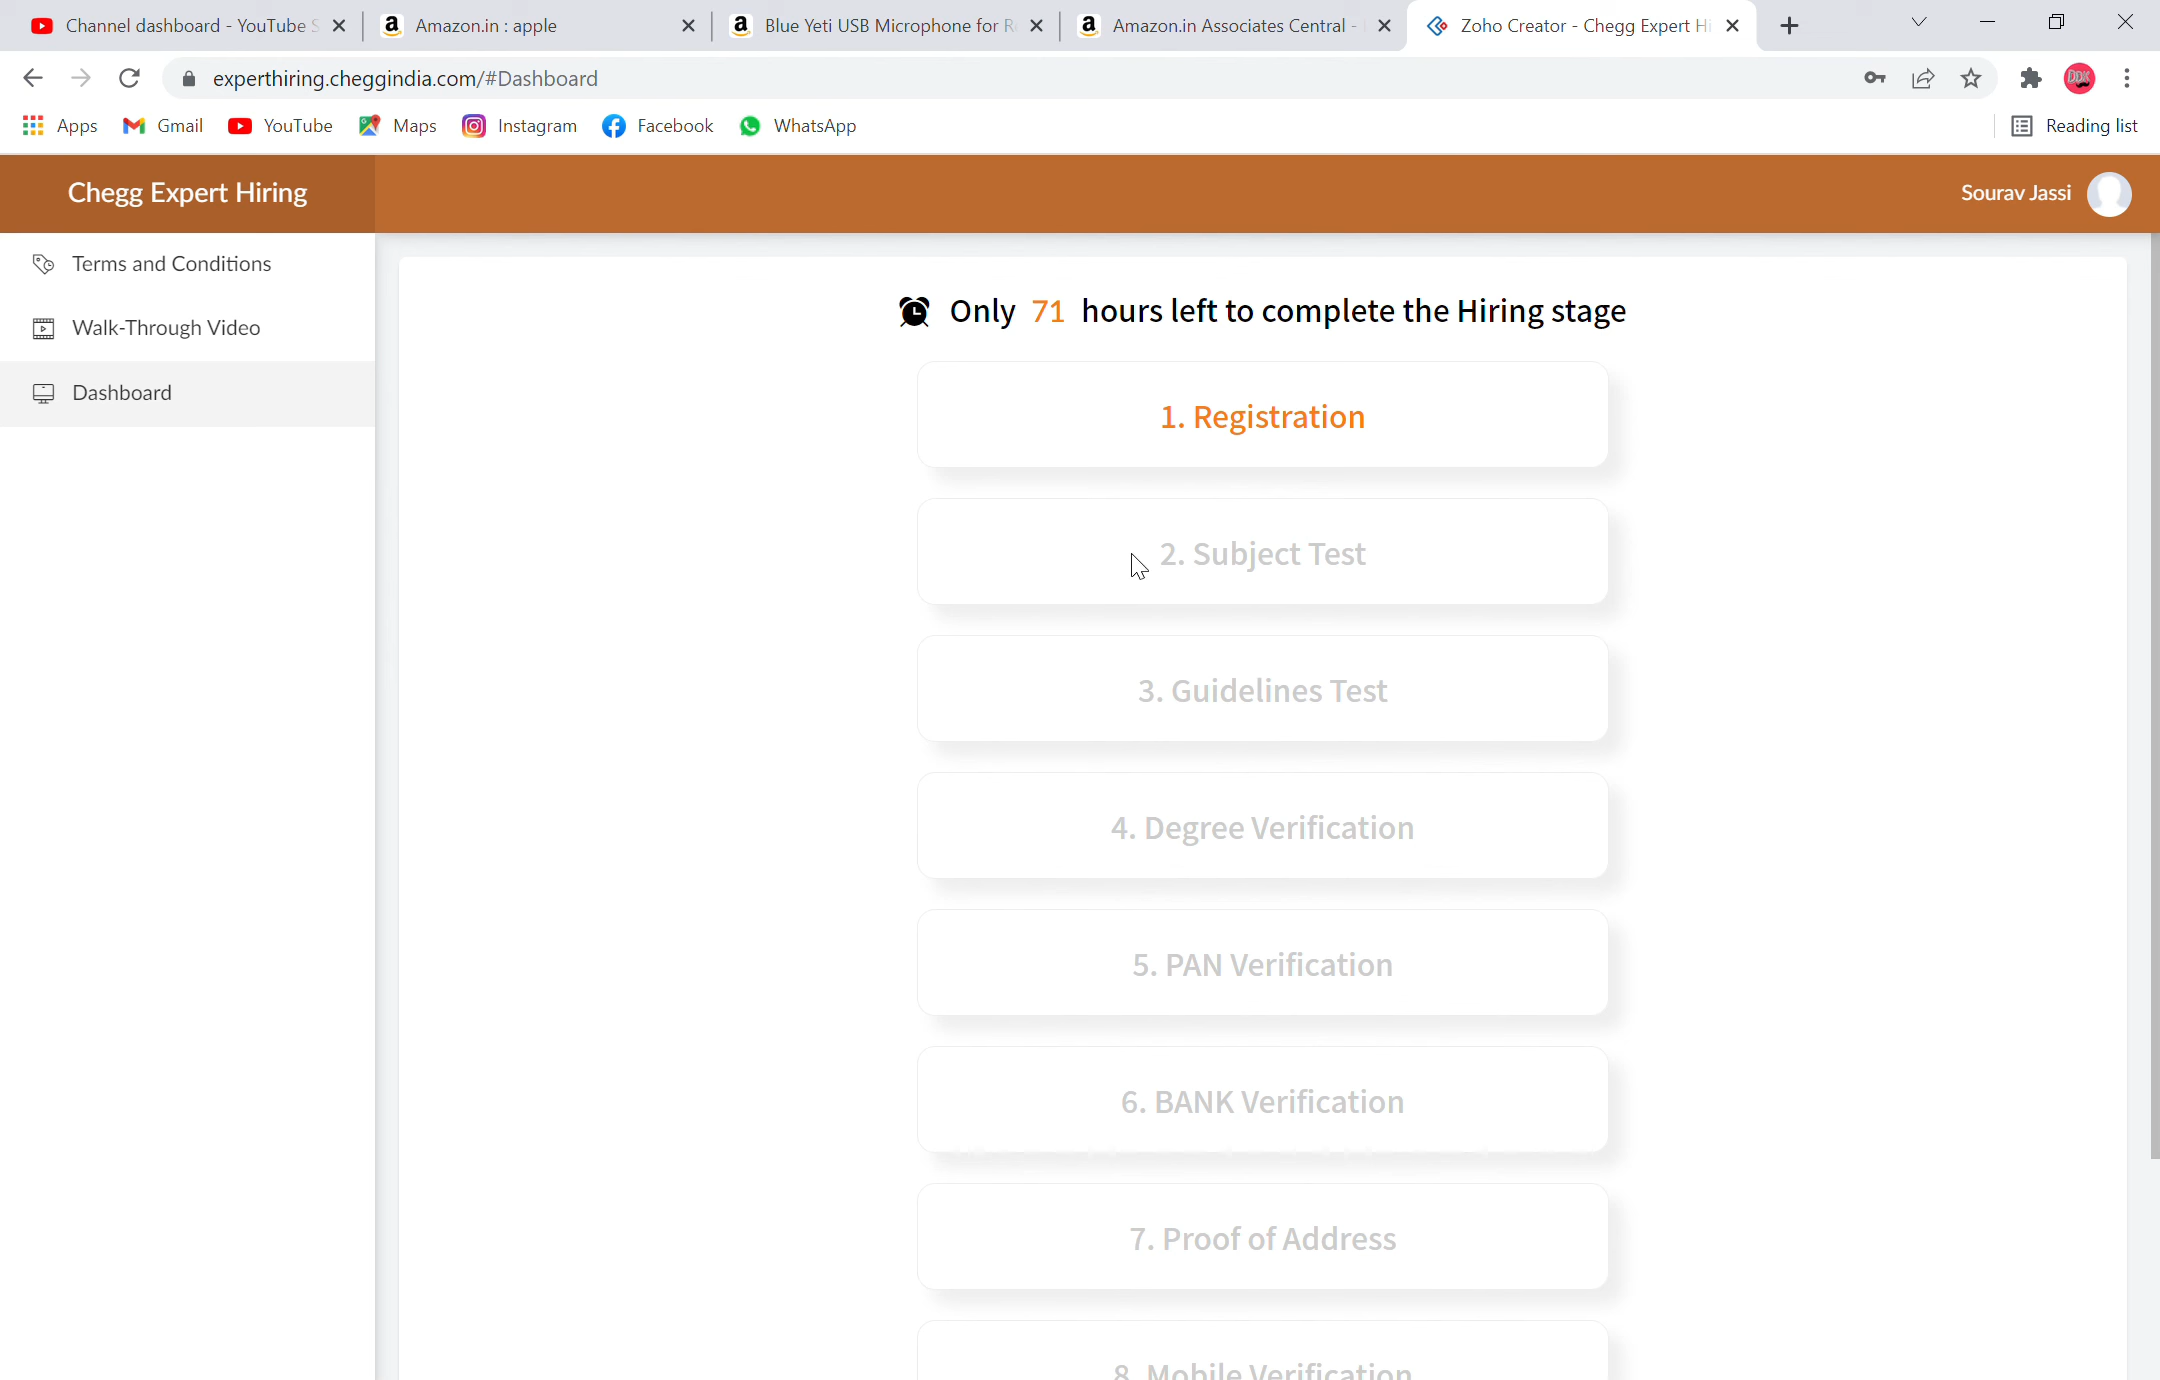 Channel dashboard - YouTube S
Amazon.in : apple
Blue Yeti USB Microphone for R
Amazon.in Associates Central -
Zoho Creator - Chegg Expert Hi
experthiring.cheggindia.com/#Dashboard
Apps
Gmail
YouTube
Maps
Instagram
Facebook
WhatsApp
Reading list
Chegg Expert Hiring
Sourav Jassi
Terms and Conditions
Walk-Through Video
Dashboard
Only 71 hours left to complete the Hiring stage
1. Registration
2. Subject Test
3. Guidelines Test
4. Degree Verification
5. PAN Verification
6. BANK Verification
7. Proof of Address
8. Mobile Verification